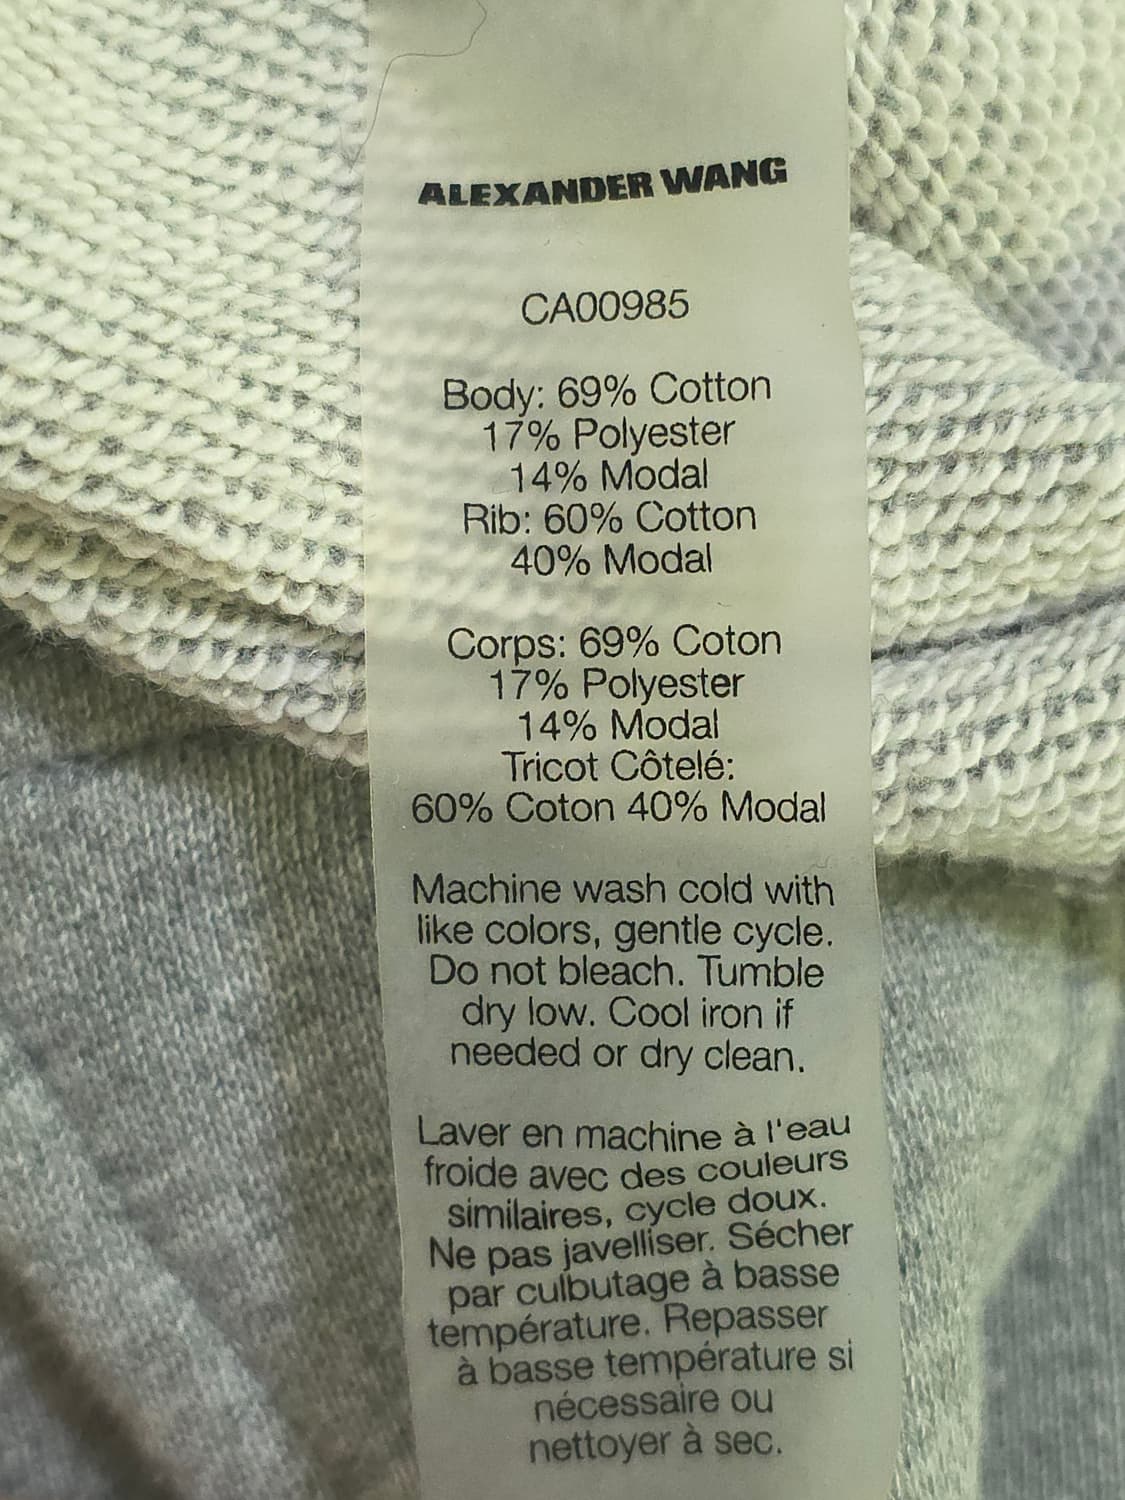 ALEXANDER WANG
CA00985
Body: 69% Cotton
17% Polyester
14% Modal
Rib: 60% Cotton
40% Modal
Corps: 69% Coton
17% Polyester
14% Modal
Tricot Côtelé:
60% Coton 40% Modal
Machine wash cold with
like colors, gentle cycle.
Do not bleach. Tumble
dry low. Cool iron if
needed or dry clean.
Laver en machine à l'eau
froide avec des couleurs
similaires, cycle doux.
Ne pas javelliser. Sécher
par culbutage à basse
température. Repasser
à basse température si
nécessaire ou
nettoyer à sec.